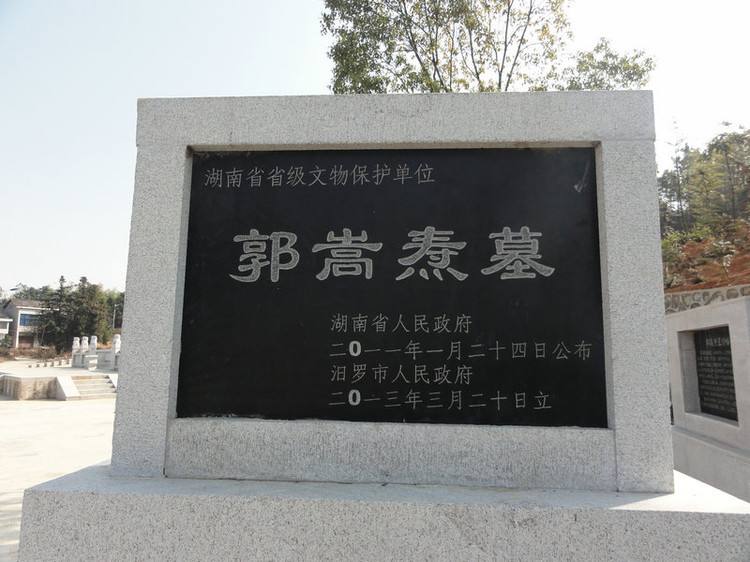 湖南省省级文物保护单位
郭嵩焘墓
湖南省人民政府
二0一一年一月二十四日公布
汨罗市人民政府
二0一三年三月二十日立